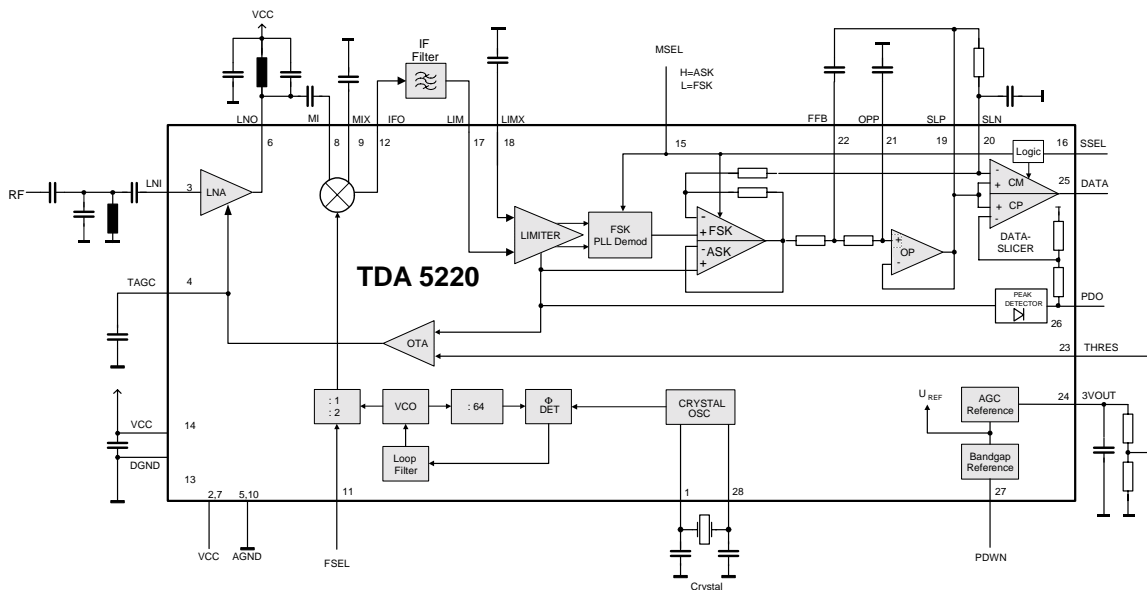 VCC
IF
Filter
MSEL
H=ASK
L=FSK
LNO
MI
MIX
IFO
LIM
LIMX
FFB
OPP
SLP
SLN
6
8
9
12
17
18
15
22
21
19
20
Logic
16
SSEL
RF
LNI
3
LNA
LIMITER
FSK
PLL Demod
-
+
FSK
-
ASK
+
+
OP
-
-
+
CM
+
CP
-
25
DATA
DATA-
SLICER
TDA 5220
TAGC
4
OTA
PEAK
DETECTOR
26
PDO
23
THRES
: 1
: 2
VCO
: 64
Φ
DET
CRYSTAL
OSC
U REF
AGC
Reference
24
3VOUT
VCC
14
DGND
13
Loop
Filter
Bandgap
Reference
2,7
5,10
11
1
28
27
VCC
AGND
FSEL
PDWN
Crystal